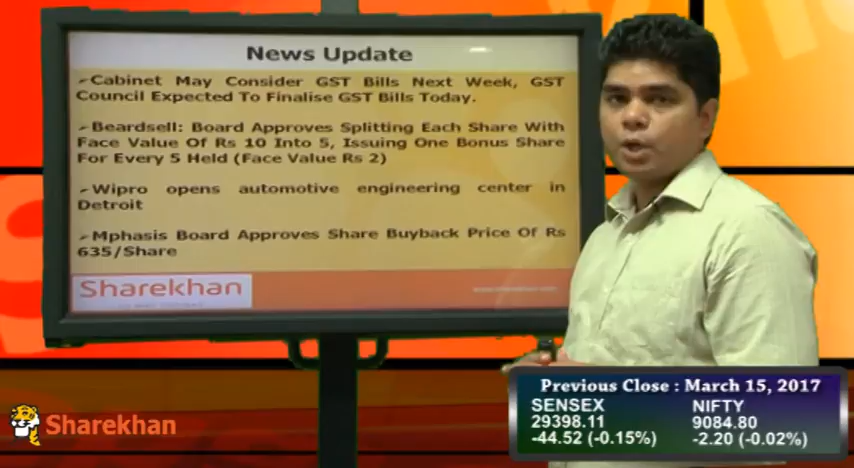 News Update
Cabinet May Consider GST Bills Next Week, GST
Council Expected To Finalise GST Bills Today.
Beardsell: Board Approves Splitting Each Share With
Face Value Of Rs 10 Into 5, Issuing One Bonus Share
For Every 5 Held (Face Value Rs 2)
Wipro opens automotive engineering center in
Detroit
Mphasis Board Approves Share Buyback Price Of Rs
635/Share
Sharekhan
Previous Close : March 15, 2017
SENSEX
29398.11
-44.52 (-0.15%)
NIFTY
9084.80
-2.20 (-0.02%)
Sharekhan